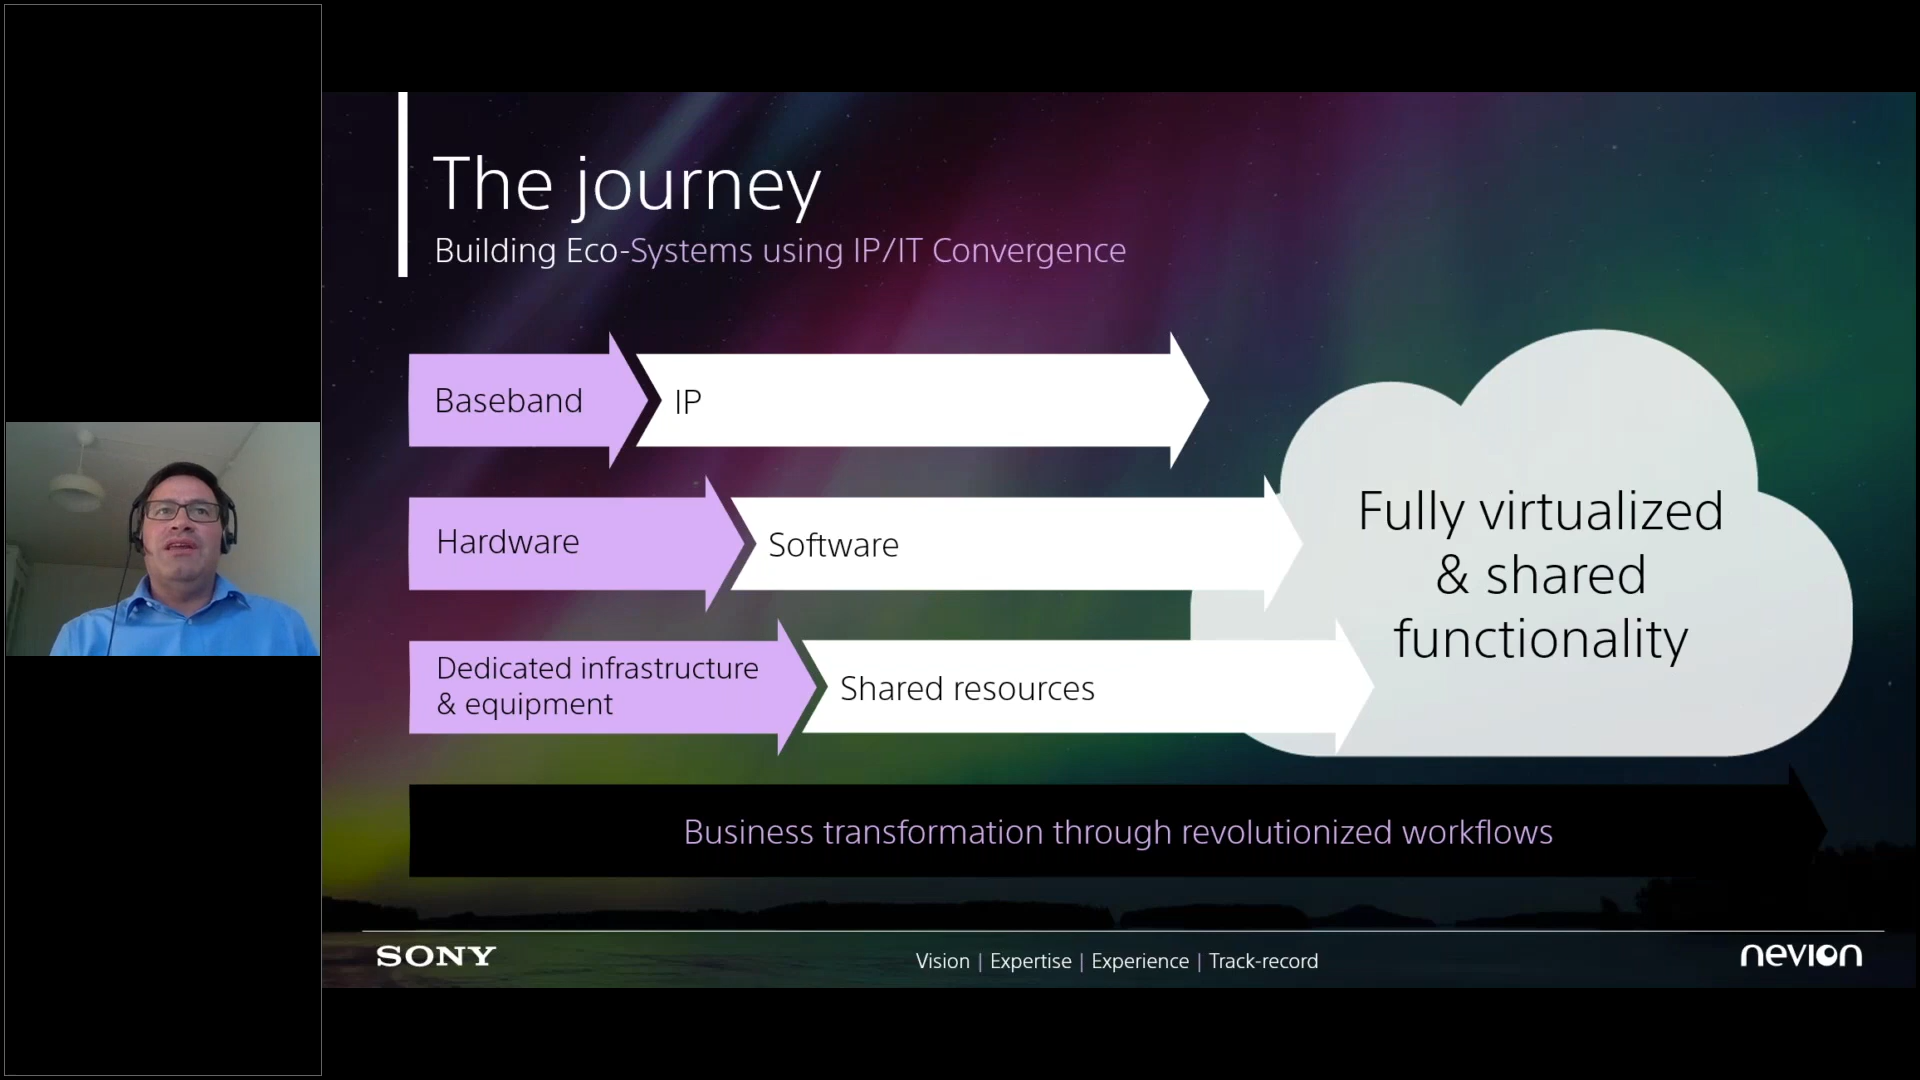 The journey
Building Eco-Systems using IP/IT Convergence
Baseband
IP
Hardware
Software
Dedicated infrastructure
& equipment
Shared resources
Fully virtualized
& shared
functionality
Business transformation through revolutionized workflows
SONY
Vision | Expertise | Experience | Track-record
nevion